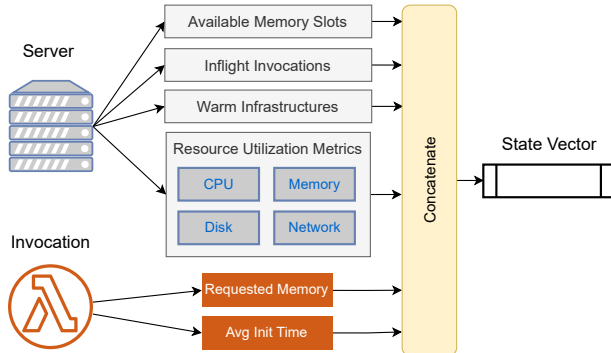 Server
Available Memory Slots
Inflight Invocations
Warm Infrastructures
Resource Utilization Metrics
CPU
Memory
Disk
Network
Invocation
Requested Memory
Avg Init Time
Concatenate
State Vector